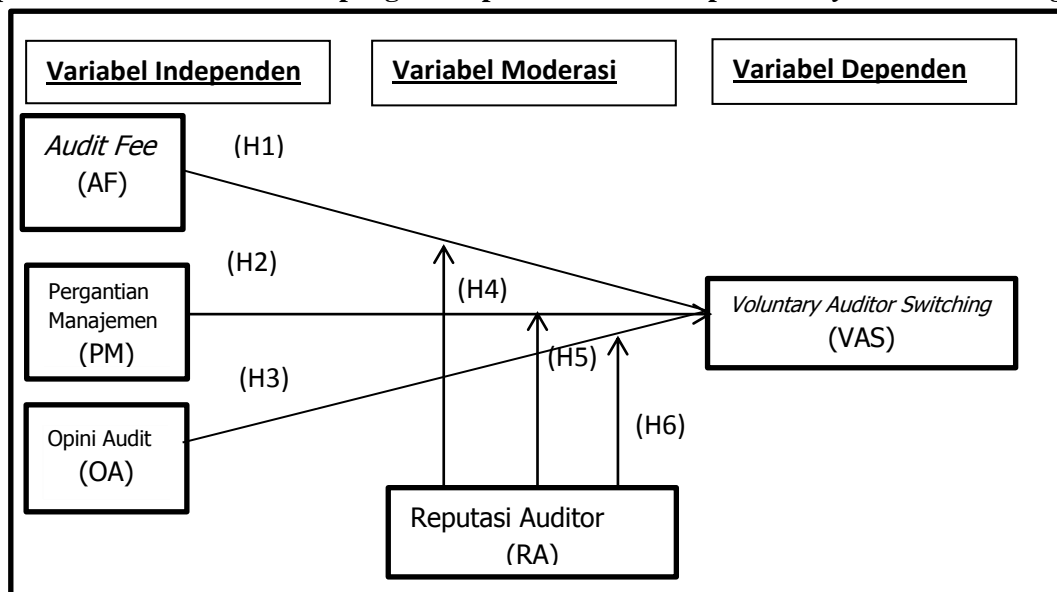 Variabel Independen
Variabel Moderasi
Variabel Dependen
Audit Fee
(AF)
(H1)
(H2)
Pergantian
Manajemen
(PM)
(H4)
Voluntary Auditor Switching
(VAS)
(H5)
(H3)
Opini Audit
(OA)
(H6)
Reputasi Auditor
(RA)